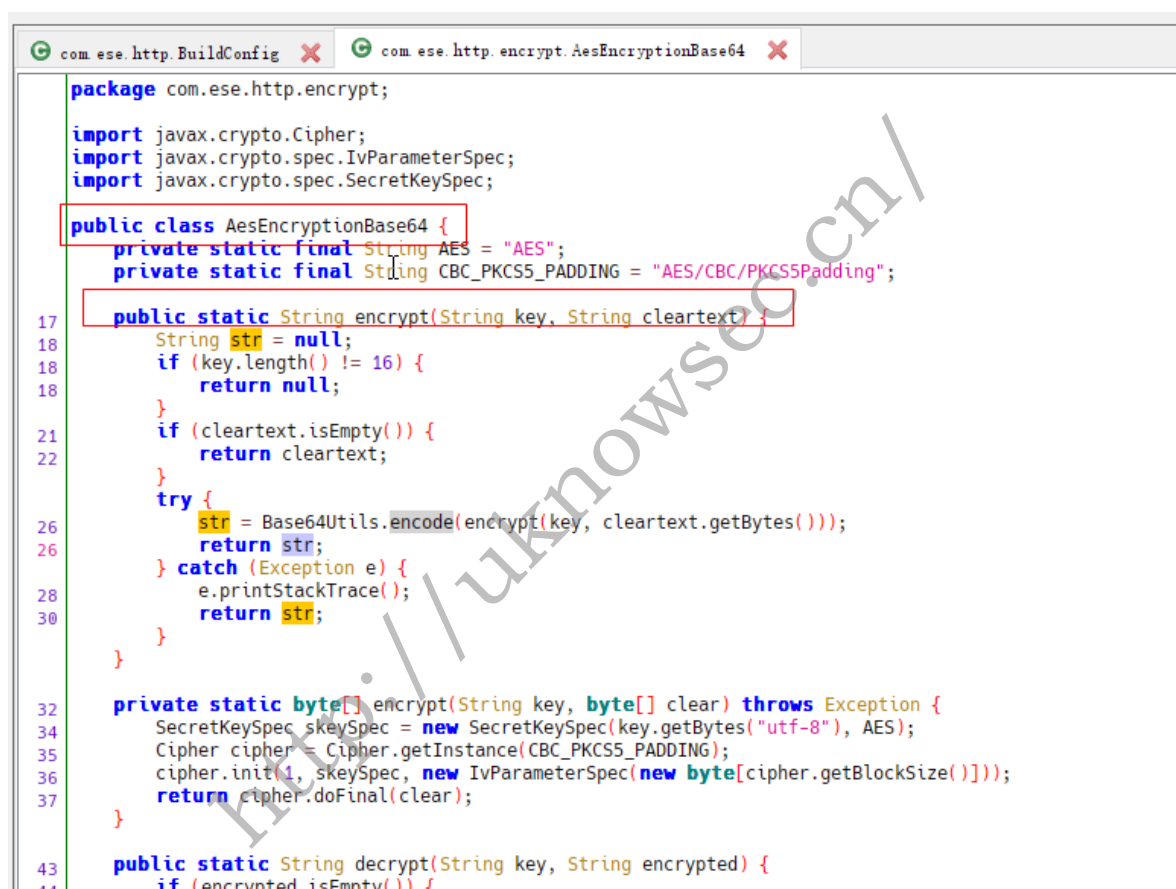 com.ese.http.BuildConfig com.ese.http.encrypt.AesEncryptionBase64
package com.ese.http.encrypt;
import javax.crypto.Cipher;
import javax.crypto.spec.IvParameterSpec;
import javax.crypto.spec.SecretKeySpec;
public class AesEncryptionBase64 {
private static final String AES = "AES";
private static final String CBC_PKCS5_PADDING = "AES/CBC/PKCS5Padding";
17 public static String encrypt(String key, String cleartext) {
18 String str = null;
18 if (key.length() != 16) {
18 return null;
}
21 if (cleartext.isEmpty()) {
22 return cleartext;
}
try {
26 str = Base64Utils.encode(encrypt(key, cleartext.getBytes()));
26 return str;
} catch (Exception e) {
28 e.printStackTrace();
30 return str;
}
}
32 private static byte[] encrypt(String key, byte[] clear) throws Exception {
34 SecretKeySpec skeySpec = new SecretKeySpec(key.getBytes("utf-8"), AES);
35 Cipher cipher = Cipher.getInstance(CBC_PKCS5_PADDING);
36 cipher.init(1, skeySpec, new IvParameterSpec(new byte[cipher.getBlockSize()]));
37 return cipher.doFinal(clear);
}
43 public static String decrypt(String key, String encrypted) {
44 if (encrypted.isEmpty()) {
http://uknowsec.cn/